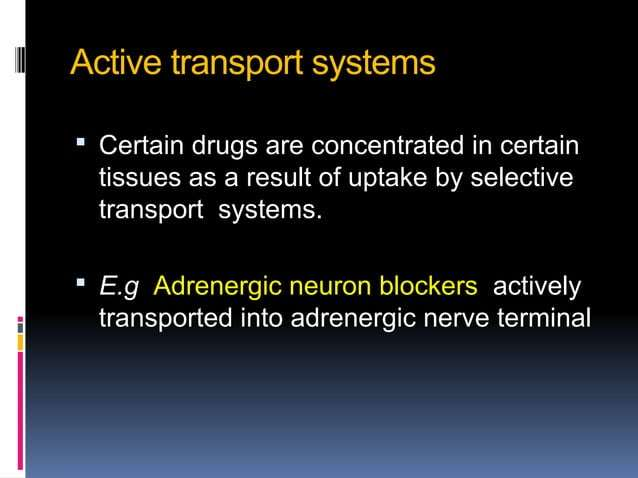 Active transport systems
▪ Certain drugs are concentrated in certain
tissues as a result of uptake by selective
transport  systems.
▪ E.g  Adrenergic neuron blockers  actively
transported into adrenergic nerve terminal